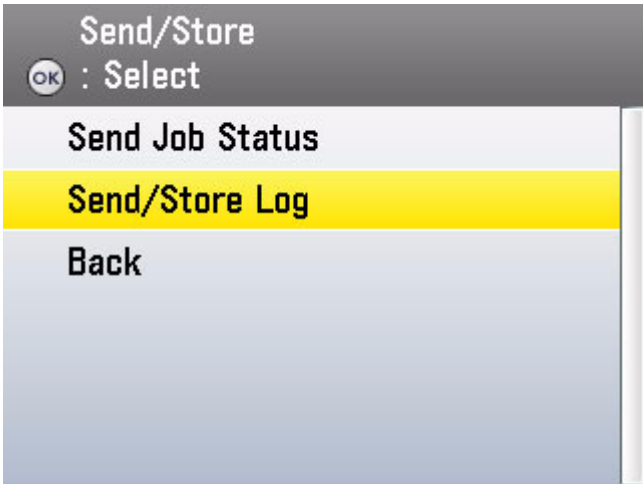 Send/Store
OK : Select
Send Job Status
Send/Store Log
Back